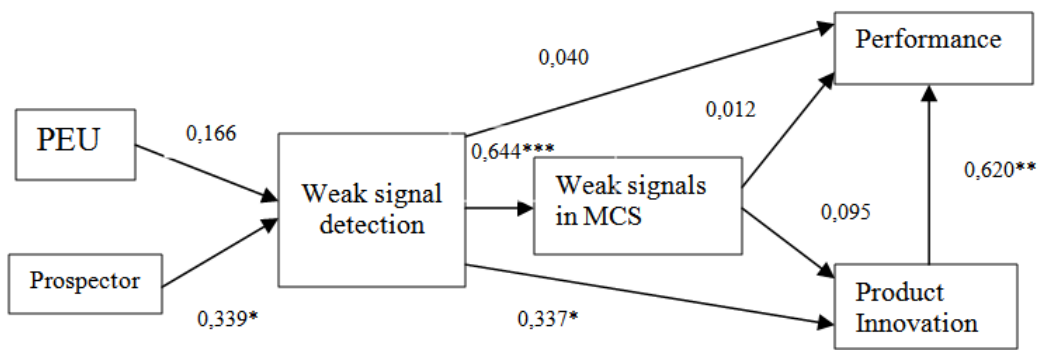 Performance
0,040
PEU
0,166
0,012
0,644***
Weak signal
detection
Weak signals
in MCS
0,620**
0,095
Prospector
0,339*
0,337*
Product
Innovation